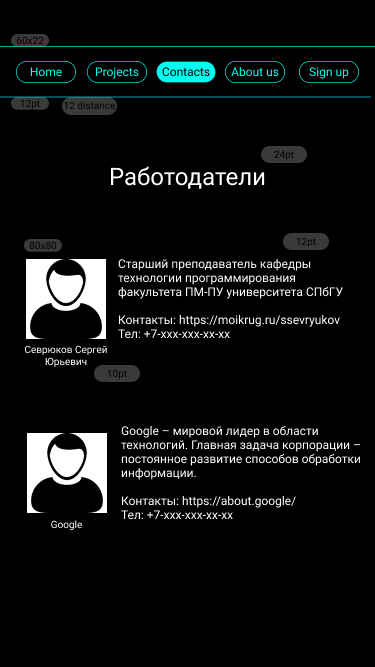 60x22
Home Projects Contacts About us Sign up
12pt 12 distance
24pt
Работодатели
12pt
80x80
Старший преподаватель кафедры
технологии программирования
факультета ПМ-ПУ университета СПбГУ
Контакты: https://moikrug.ru/ssevryukov
Тел: +7-xxx-xxx-xx-xx
Севрюков Сергей
Юрьевич
10pt
Google – мировой лидер в области
технологий. Главная задача корпорации –
постоянное развитие способов обработки
информации.
Контакты: https://about.google/
Тел: +7-xxx-xxx-xx-xx
Google